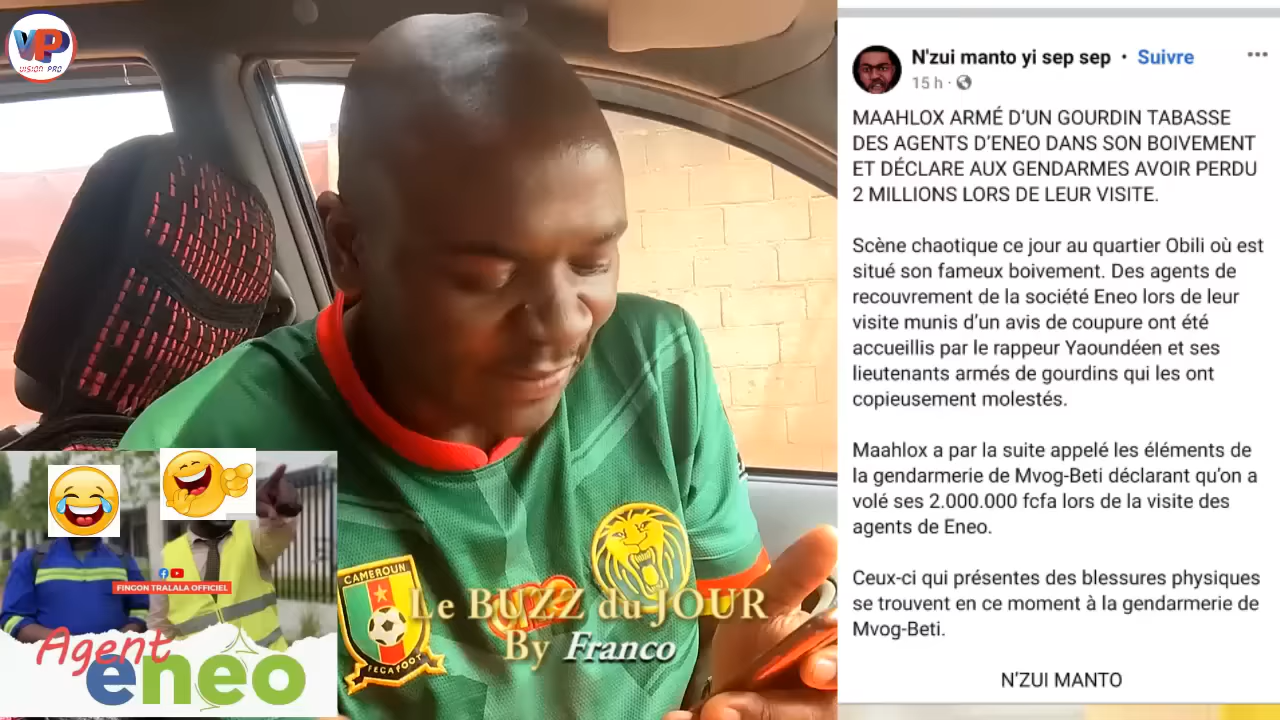 VP
VISION PRO
N'zui manto yi sep sep · Suivre
15 h ·
MAAHLOX ARMÉ D'UN GOURDIN TABASSE
DES AGENTS D'ENEO DANS SON BOIVEMENT
ET DÉCLARE AUX GENDARMES AVOIR PERDU
2 MILLIONS LORS DE LEUR VISITE.
Scène chaotique ce jour au quartier Obili où est
situé son fameux boivement. Des agents de
recouvrement de la société Eneo lors de leur
visite munis d'un avis de coupure ont été
accueillis par le rappeur Yaoundéen et ses
lieutenants armés de gourdins qui les ont
copieusement molestés.
Maahlox a par la suite appelé les éléments de
la gendarmerie de Mvog-Beti déclarant qu'on a
volé ses 2.000.000 fcfa lors de la visite des
agents de Eneo.
Ceux-ci qui présentes des blessures physiques
se trouvent en ce moment à la gendarmerie de
Mvog-Beti.
N'ZUI MANTO
FINGON TRALALA OFFICIEL
Agent
eneo
CAMEROUN
FECAFOOT
Le BUZZ du JOUR
By Franco